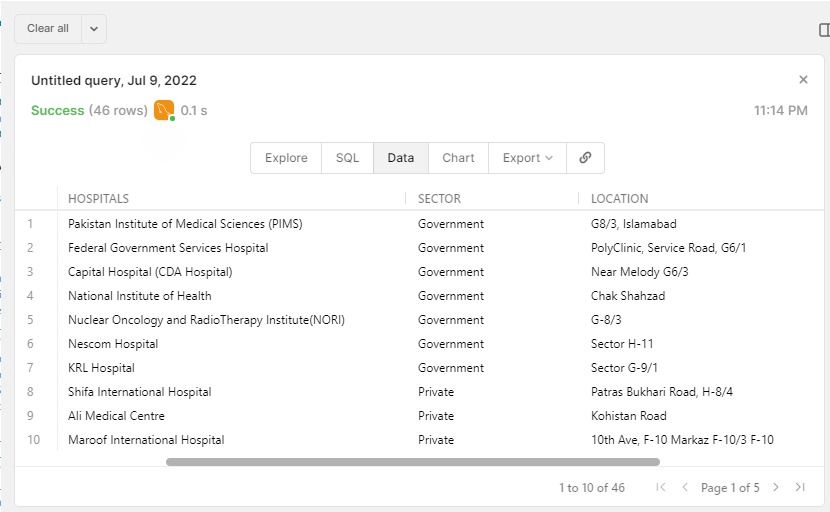 Clear all
Untitled query, Jul 9, 2022
Success (46 rows) 0.1 s 11:14 PM
Explore SQL Data Chart Export
HOSPITALS SECTOR LOCATION
1 Pakistan Institute of Medical Sciences (PIMS) Government G8/3, Islamabad
2 Federal Government Services Hospital Government PolyClinic, Service Road, G6/1
3 Capital Hospital (CDA Hospital) Government Near Melody G6/3
4 National Institute of Health Government Chak Shahzad
5 Nuclear Oncology and RadioTherapy Institute(NORI) Government G-8/3
6 Nescom Hospital Government Sector H-11
7 KRL Hospital Government Sector G-9/1
8 Shifa International Hospital Private Patras Bukhari Road, H-8/4
9 Ali Medical Centre Private Kohistan Road
10 Maroof International Hospital Private 10th Ave, F-10 Markaz F-10/3 F-10
1 to 10 of 46 Page 1 of 5